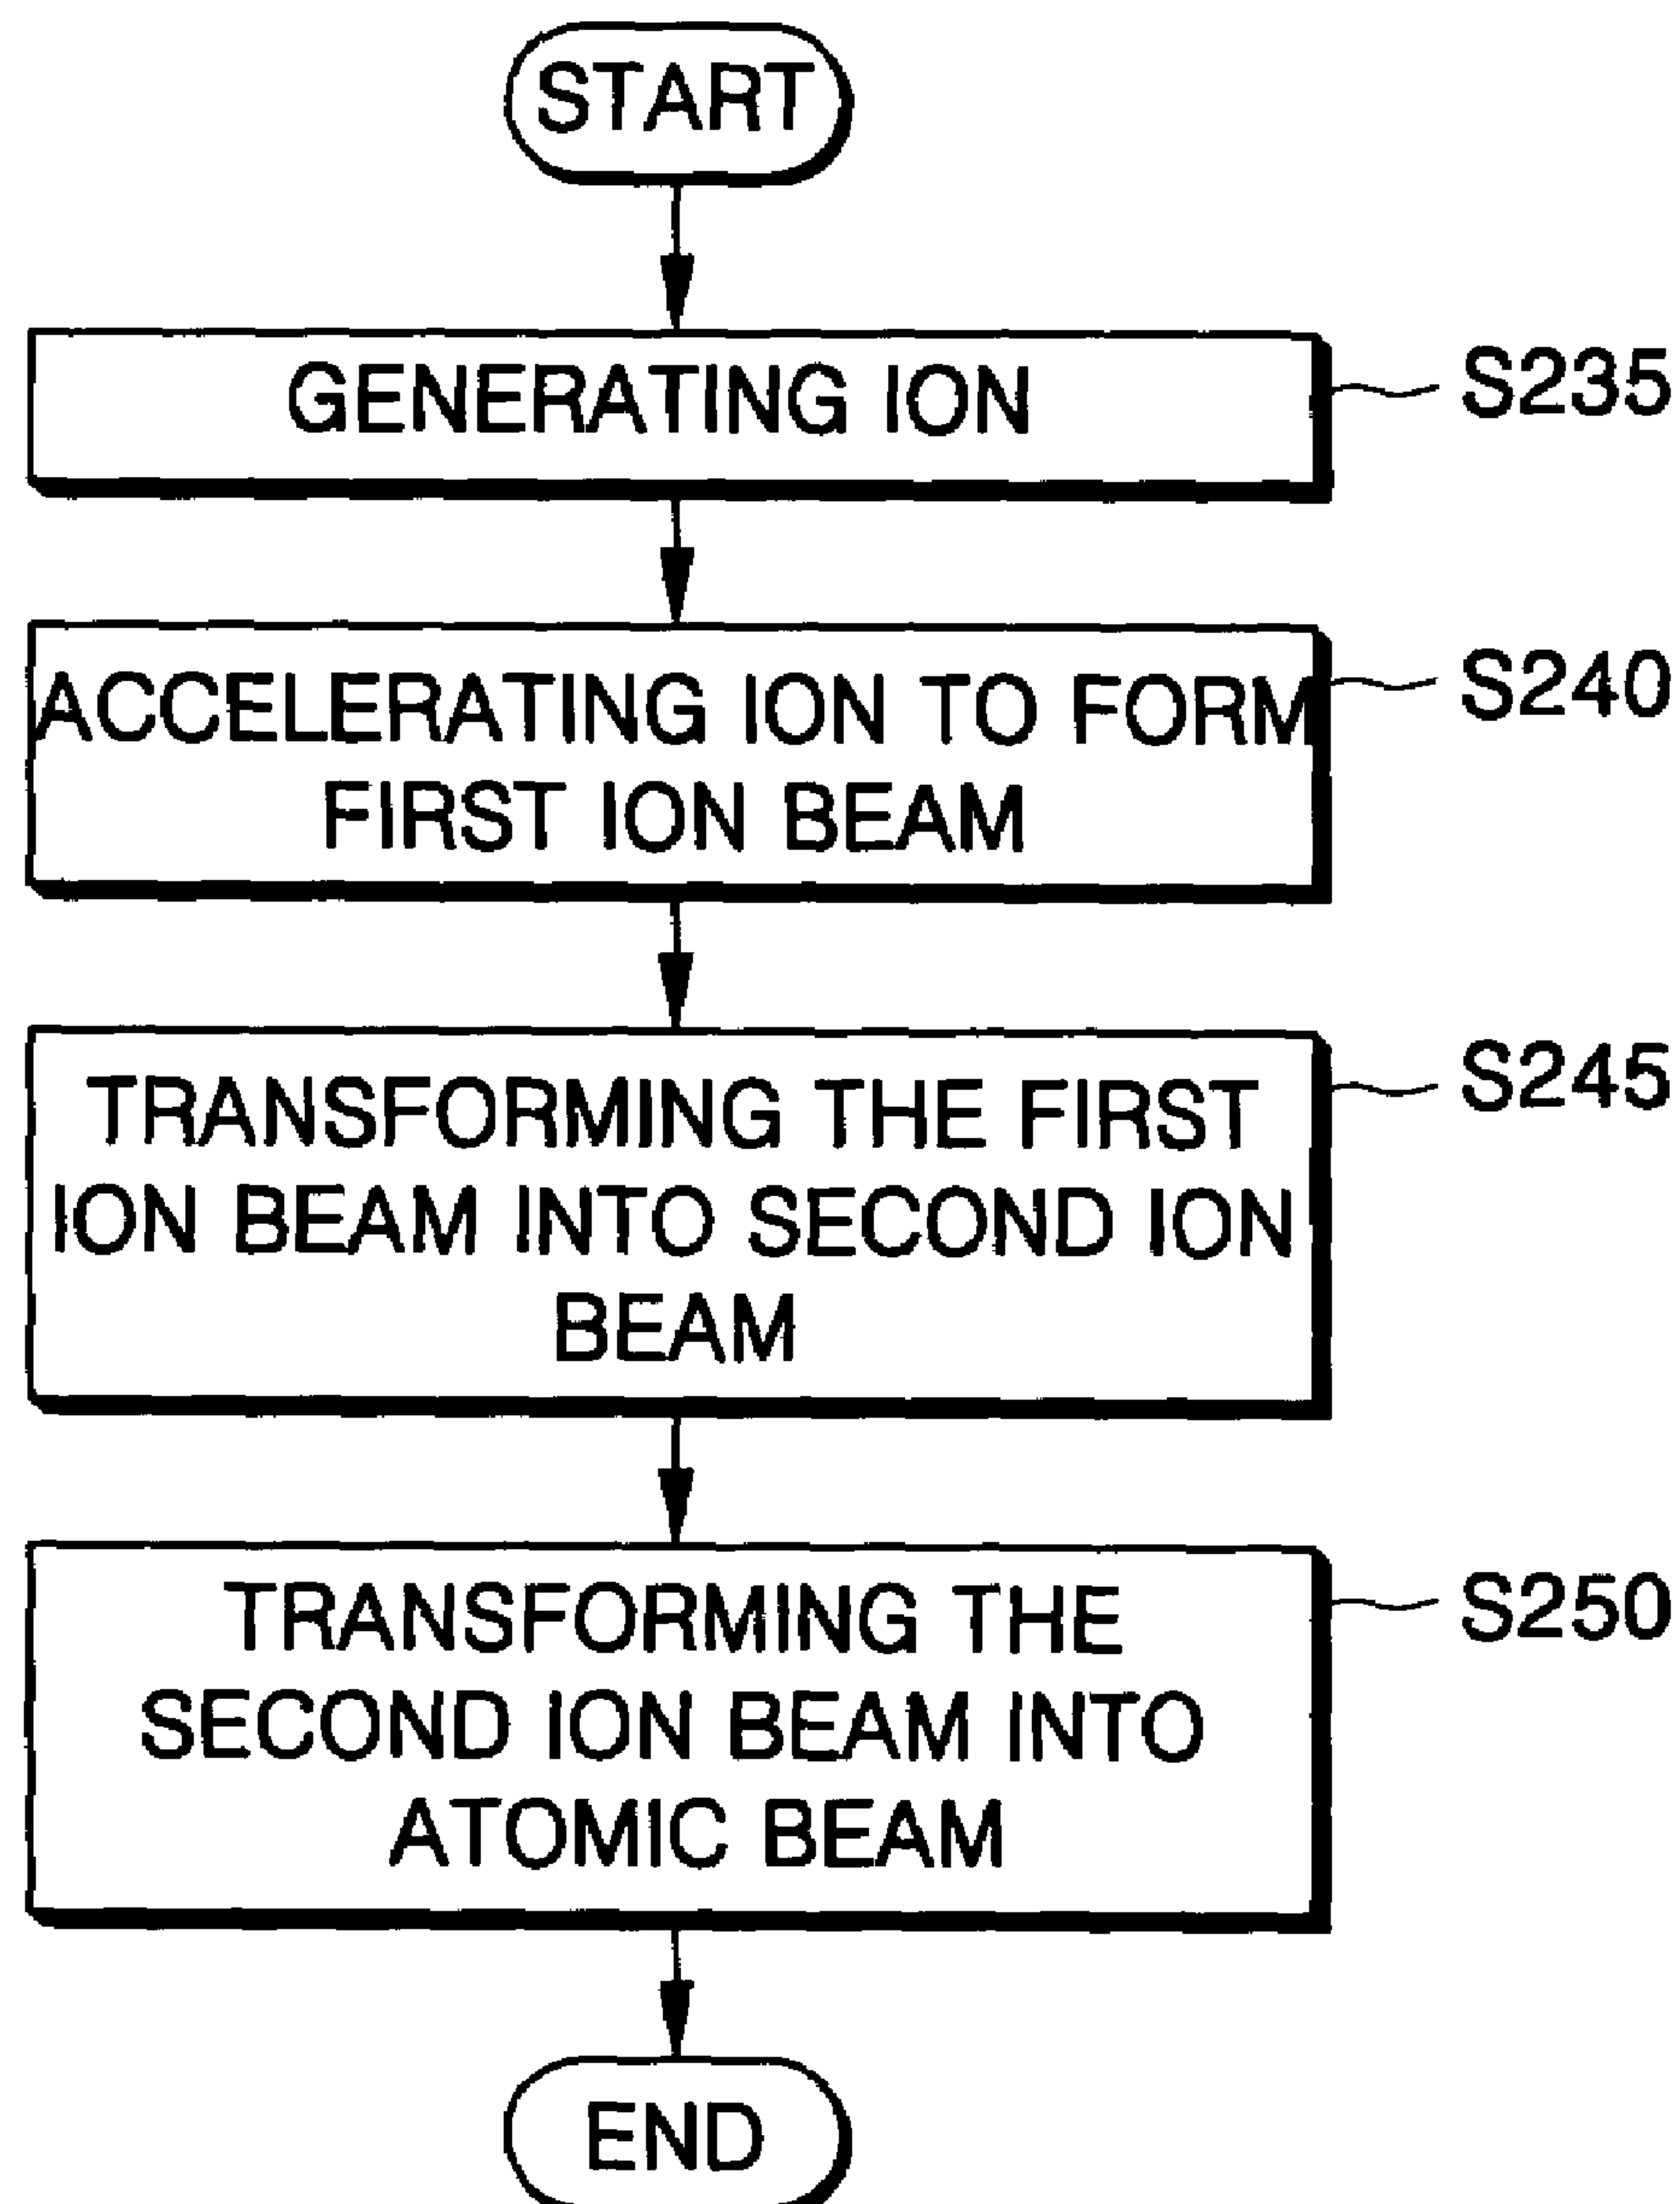 START
GENERATING ION
S235
ACCELERATING ION TO FORM
FIRST ION BEAM
S240
TRANSFORMING THE FIRST
ION BEAM INTO SECOND ION
BEAM
S245
TRANSFORMING THE
SECOND ION BEAM INTO
ATOMIC BEAM
S250
END